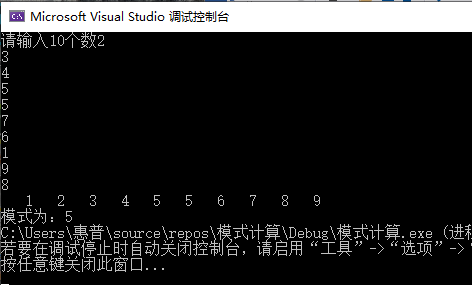 Microsoft Visual Studio 调试控制台
请输入10个数2
3
4
5
5
7
6
1
9
8
1 2 3 4 5 5 6 7 8 9
模式为：5
C:\Users\惠普\source\repos\模式计算\Debug\模式计算.exe (进
若要在调试停止时自动关闭控制台，请启用“工具”->“选项”->
按任意键关闭此窗口...